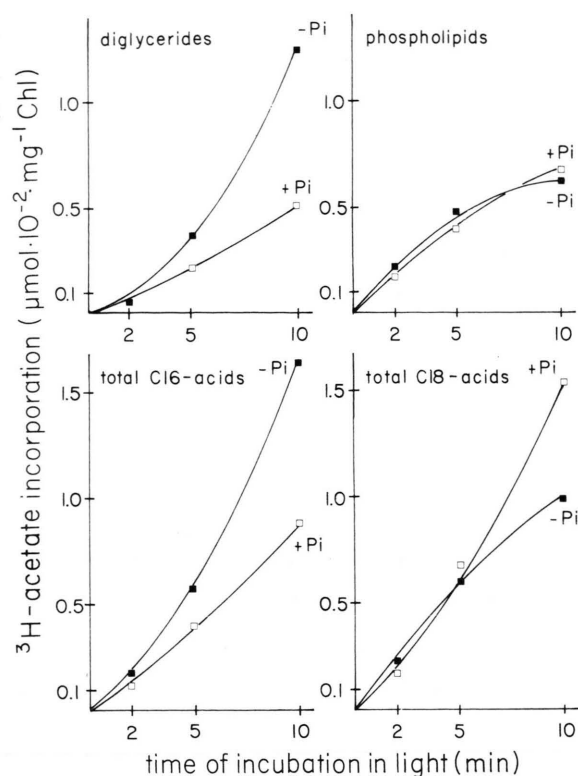 diglycerides
-Pi
+Pi
1.0
0.5
0.1
2
5
10
phospholipids
+Pi
-Pi
1.0
0.5
0.1
2
5
10
total C16-acids
-Pi
+Pi
1.5
1.0
0.5
0.1
2
5
10
total C18-acids
+Pi
-Pi
1.5
1.0
0.5
0.1
2
5
10
³H-acetate incorporation (μmol·10⁻²·mg⁻¹ Chl)
time of incubation in light (min)